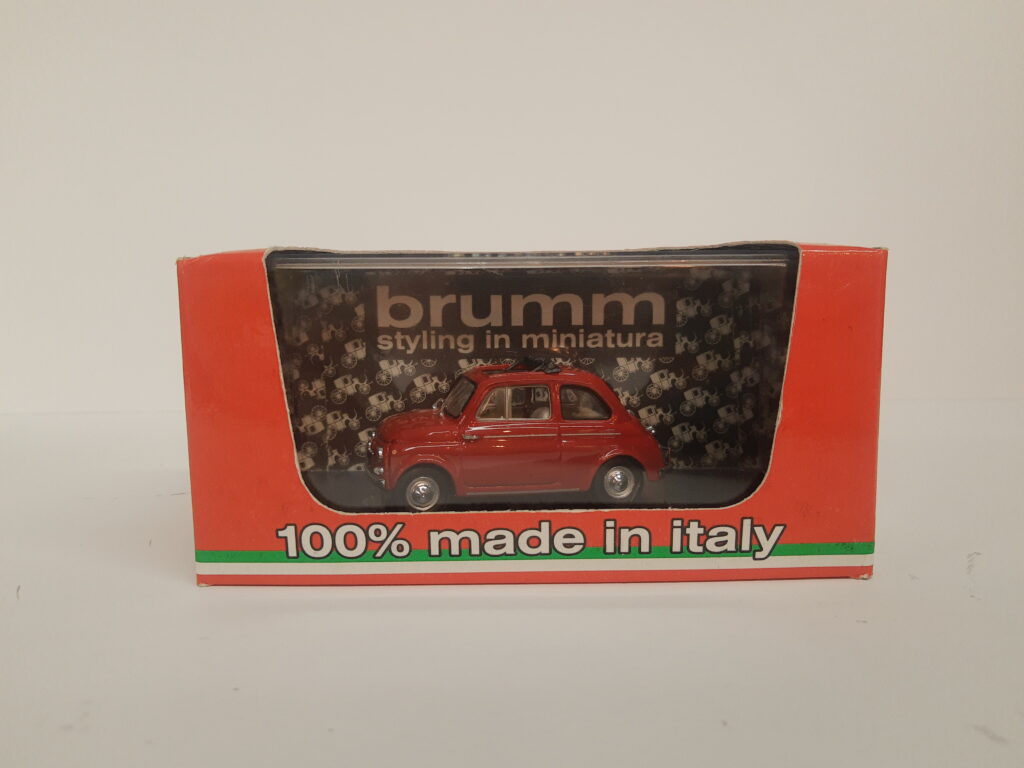 brumm
styling in miniatura
100% made in italy